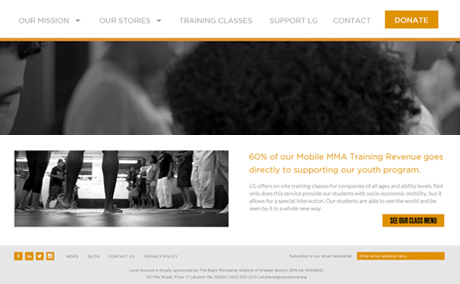 OUR MISSION
OUR STORIES
TRAINING CLASSES
SUPPORT LG
CONTACT
DONATE
60% of our Mobile MMA Training Revenue goes
directly to supporting our youth program.
LG offers on-site training classes for companies of all ages and ability levels. Not
only does this service provide our students with socio-economic mobility, but it
allows for a special interaction. Our students are able to see the world and be
seen by it in a whole new way.
SEE OUR CLASS MENU
NEWS
BLOG
CONTACT US
PRIVACY POLICY
Subscribe to our email newsletter
Enter email address here...
Level Ground is fiscally sponsored by The Black Ministerial Alliance of Greater Boston